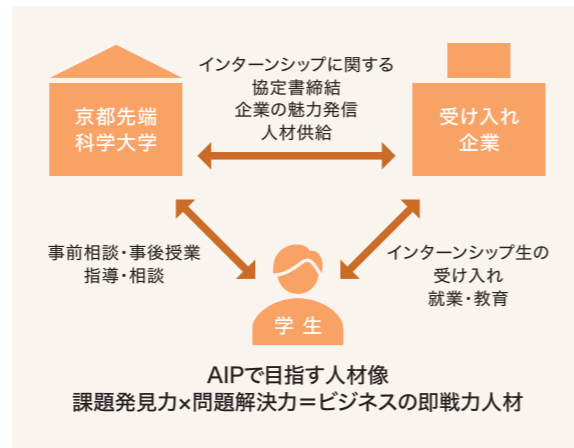 インターンシップに関する
協定書締結
企業の魅力発信
人材供給
京都先端
科学大学
受け入れ
企業
事前相談・事後授業
指導・相談
インターンシップ生の
受け入れ
就業・教育
学生
AIPで目指す人材像
課題発見力×問題解決力＝ビジネスの即戦力人材